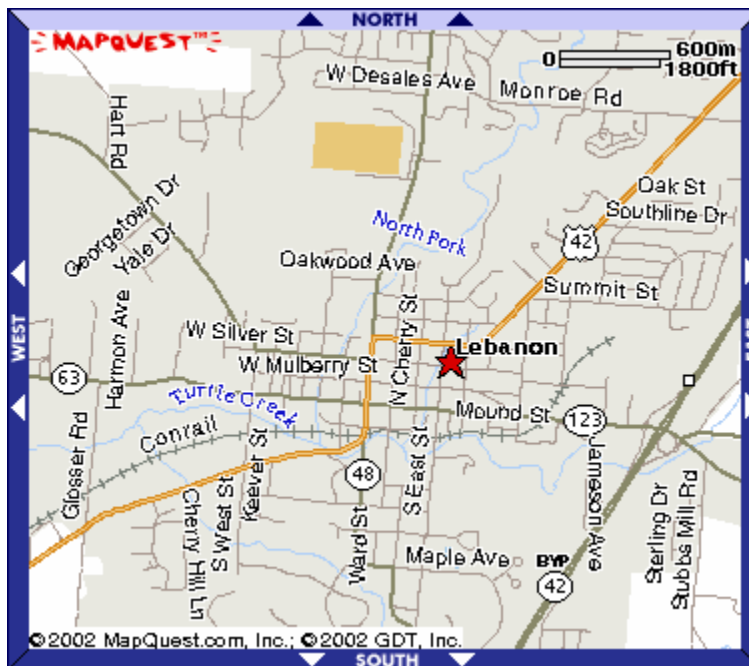 NORTH
MAPQUEST™
0 600m
1800ft
W Desales Ave
Monroe Rd
Hart Rd
Oak St
Southline Dr
Georgetown Dr
Yale Dr
North Fork
42
Oakwood Ave
Summit St
WEST
Harmon Ave
W Silver St
N Cherry St
Lebanon
W Mulberry St
63
Turtle Creek
Mound St
123
Conrail
Glosser Rd
Keever St
S East St
48
Jameson Ave
Cherry Hill Ln
S West St
Ward St
Maple Ave
BYP
42
Sterling Dr
Stubbs Mill Rd
©2002 MapQuest.com, Inc.; ©2002 GDT, Inc.
SOUTH